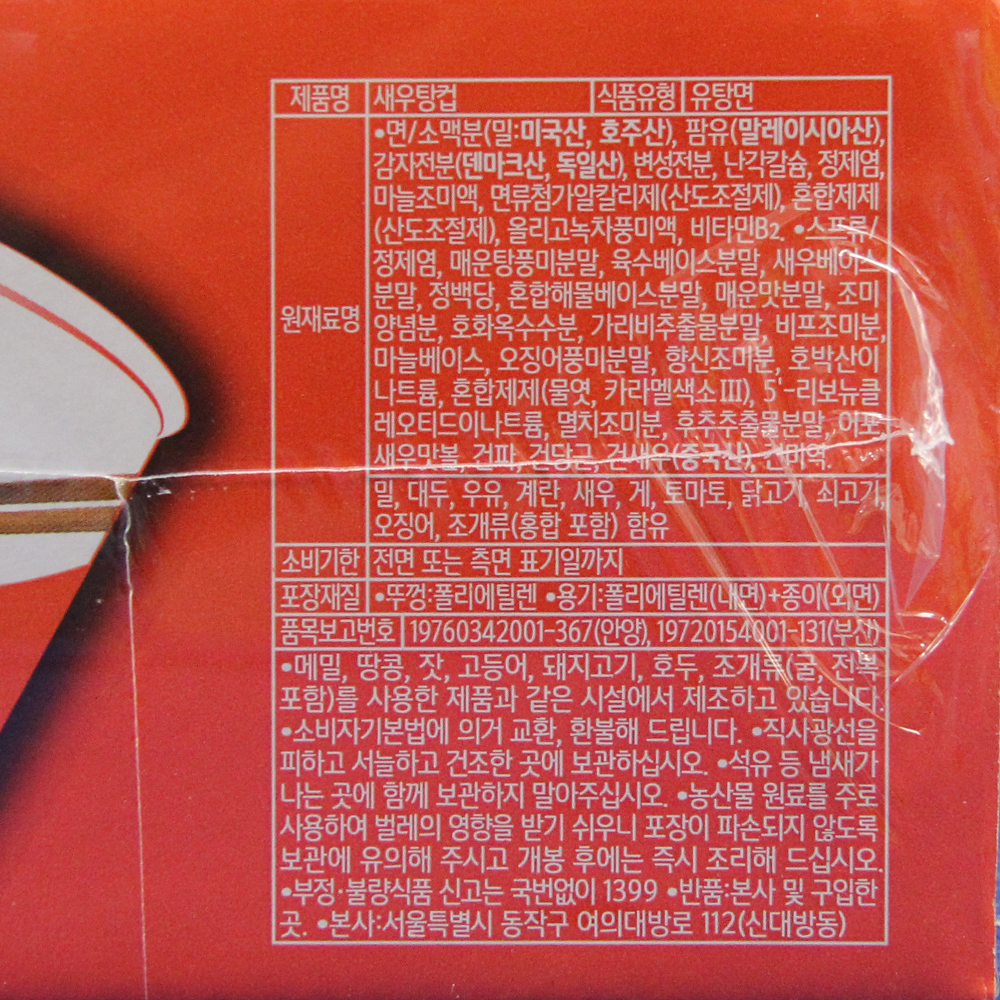 제품명 새우탕컵 식품유형 유탕면
원재료명
•면/소맥분(밀:미국산, 호주산), 팜유(말레이시아산),
감자전분(덴마크산, 독일산), 변성전분, 난각칼슘, 정제염,
마늘조미액, 면류첨가알칼리제(산도조절제), 혼합제제
(산도조절제), 올리고녹차풍미액, 비타민B₂. •스프류/
정제염, 매운탕풍미분말, 육수베이스분말, 새우베이스
분말, 정백당, 혼합해물베이스분말, 매운맛분말, 조미
양념분, 호화옥수수분, 가리비추출물분말, 비프조미분,
마늘베이스, 오징어풍미분말, 향신조미분, 호박산이
나트륨, 혼합제제(물엿, 카라멜색소Ⅲ), 5'-리보뉴클
레오티드이나트륨, 멸치조미분, 후추추출물분말, 어포
새우맛볼, 건파, 건당근, 건새우(중국산), 건미역.
밀, 대두, 우유, 계란, 새우, 게, 토마토, 닭고기, 쇠고기,
오징어, 조개류(홍합 포함) 함유
소비기한 전면 또는 측면 표기일까지
포장재질 •뚜껑:폴리에틸렌 •용기:폴리에틸렌(내면)+종이(외면)
품목보고번호 19760342001-367(안양), 19720154001-131(부산)
•메밀, 땅콩, 잣, 고등어, 돼지고기, 호두, 조개류(굴, 전복
포함)를 사용한 제품과 같은 시설에서 제조하고 있습니다.
•소비자기본법에 의거 교환, 환불해 드립니다. •직사광선을
피하고 서늘하고 건조한 곳에 보관하십시오. •석유 등 냄새가
나는 곳에 함께 보관하지 말아주십시오. •농산물 원료를 주로
사용하여 벌레의 영향을 받기 쉬우니 포장이 파손되지 않도록
보관에 유의해 주시고 개봉 후에는 즉시 조리해 드십시오.
•부정·불량식품 신고는 국번없이 1399 •반품:본사 및 구입한
곳. •본사:서울특별시 동작구 여의대방로 112(신대방동)